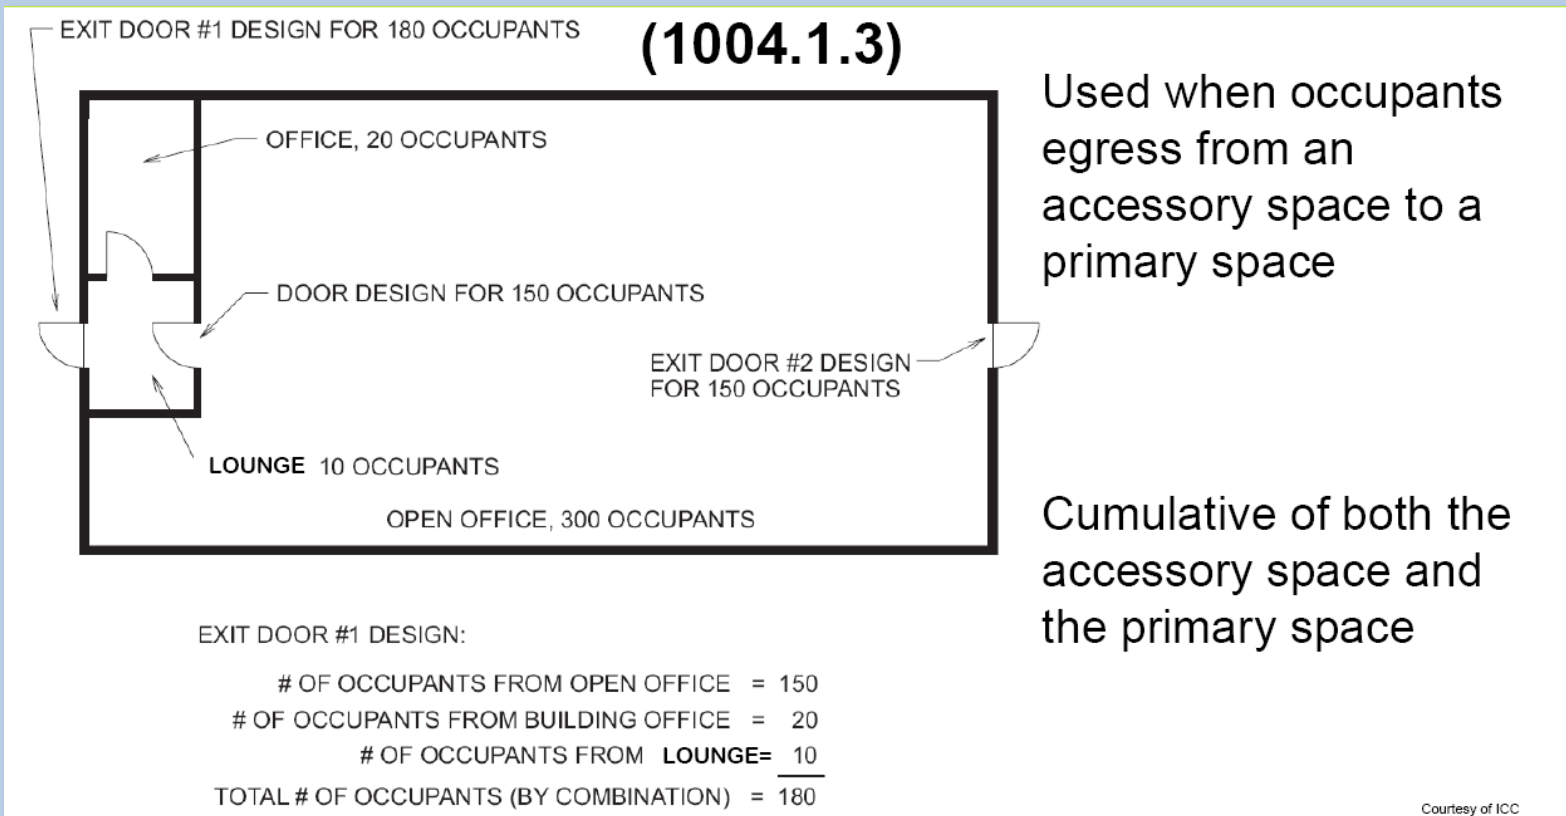 EXIT DOOR #1 DESIGN FOR 180 OCCUPANTS
(1004.1.3)
OFFICE, 20 OCCUPANTS
DOOR DESIGN FOR 150 OCCUPANTS
EXIT DOOR #2 DESIGN
FOR 150 OCCUPANTS
LOUNGE 10 OCCUPANTS
OPEN OFFICE, 300 OCCUPANTS
Used when occupants
egress from an
accessory space to a
primary space
Cumulative of both the
accessory space and
the primary space
EXIT DOOR #1 DESIGN:
# OF OCCUPANTS FROM OPEN OFFICE = 150
# OF OCCUPANTS FROM BUILDING OFFICE = 20
# OF OCCUPANTS FROM LOUNGE= 10
TOTAL # OF OCCUPANTS (BY COMBINATION) = 180
Courtesy of ICC